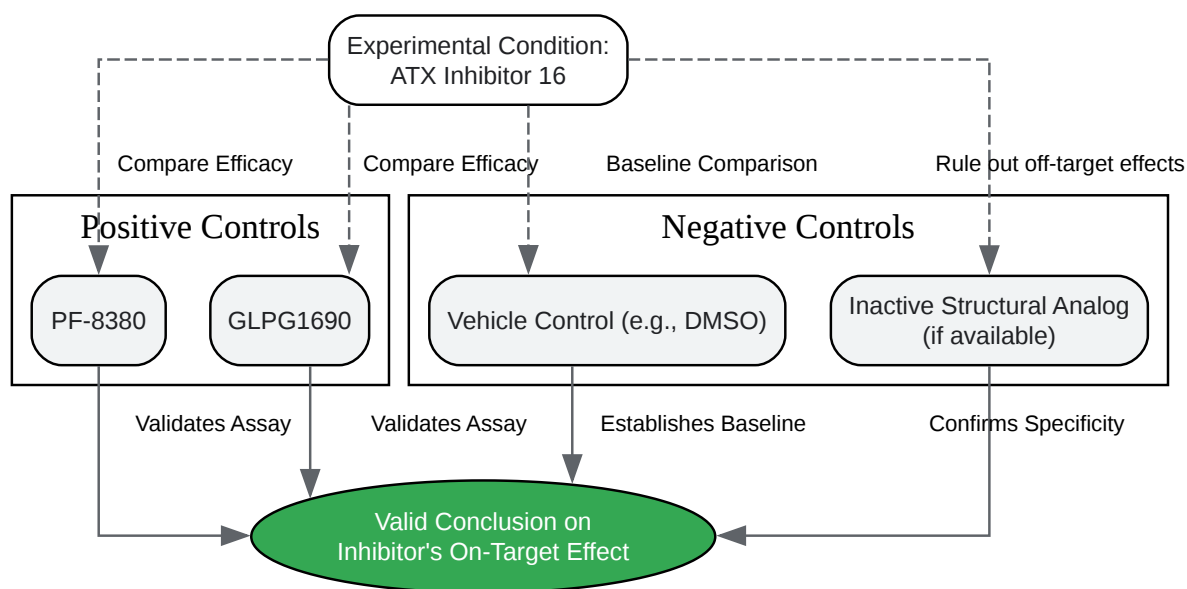 Experimental Condition:
ATX Inhibitor 16
Compare Efficacy
Compare Efficacy
Baseline Comparison
Rule out off-target effects
Positive Controls
Negative Controls
PF-8380
GLPG1690
Vehicle Control (e.g., DMSO)
Inactive Structural Analog
(if available)
Validates Assay
Validates Assay
Establishes Baseline
Confirms Specificity
Valid Conclusion on
Inhibitor's On-Target Effect